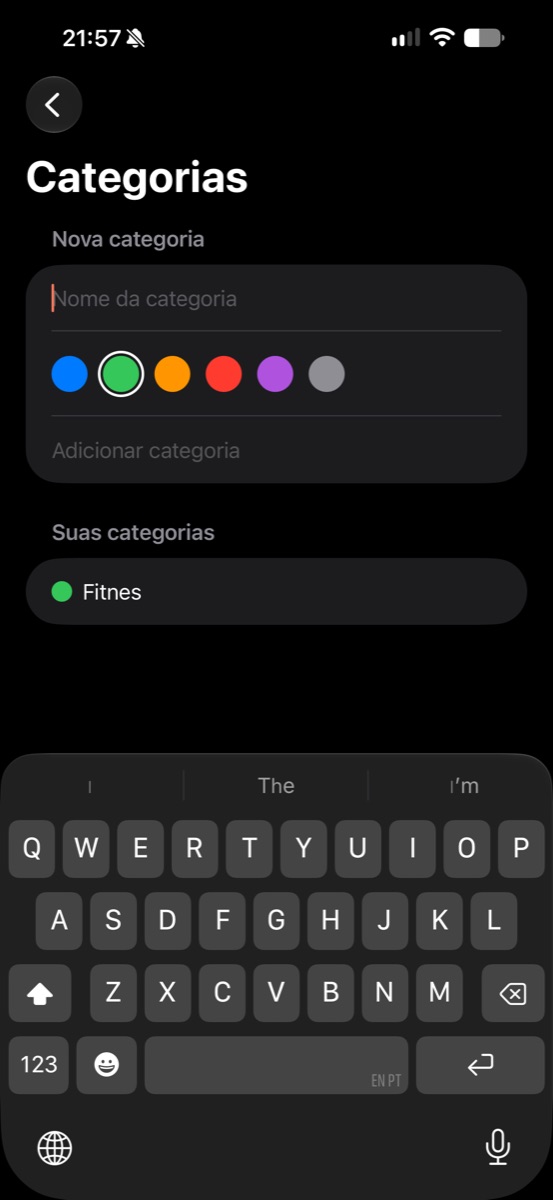 21:57
Categorias
Nova categoria
Nome da categoria
Adicionar categoria
Suas categorias
Fitnes
I The I'm
Q W E R T Y U I O P
A S D F G H J K L
Z X C V B N M
123 EN PT